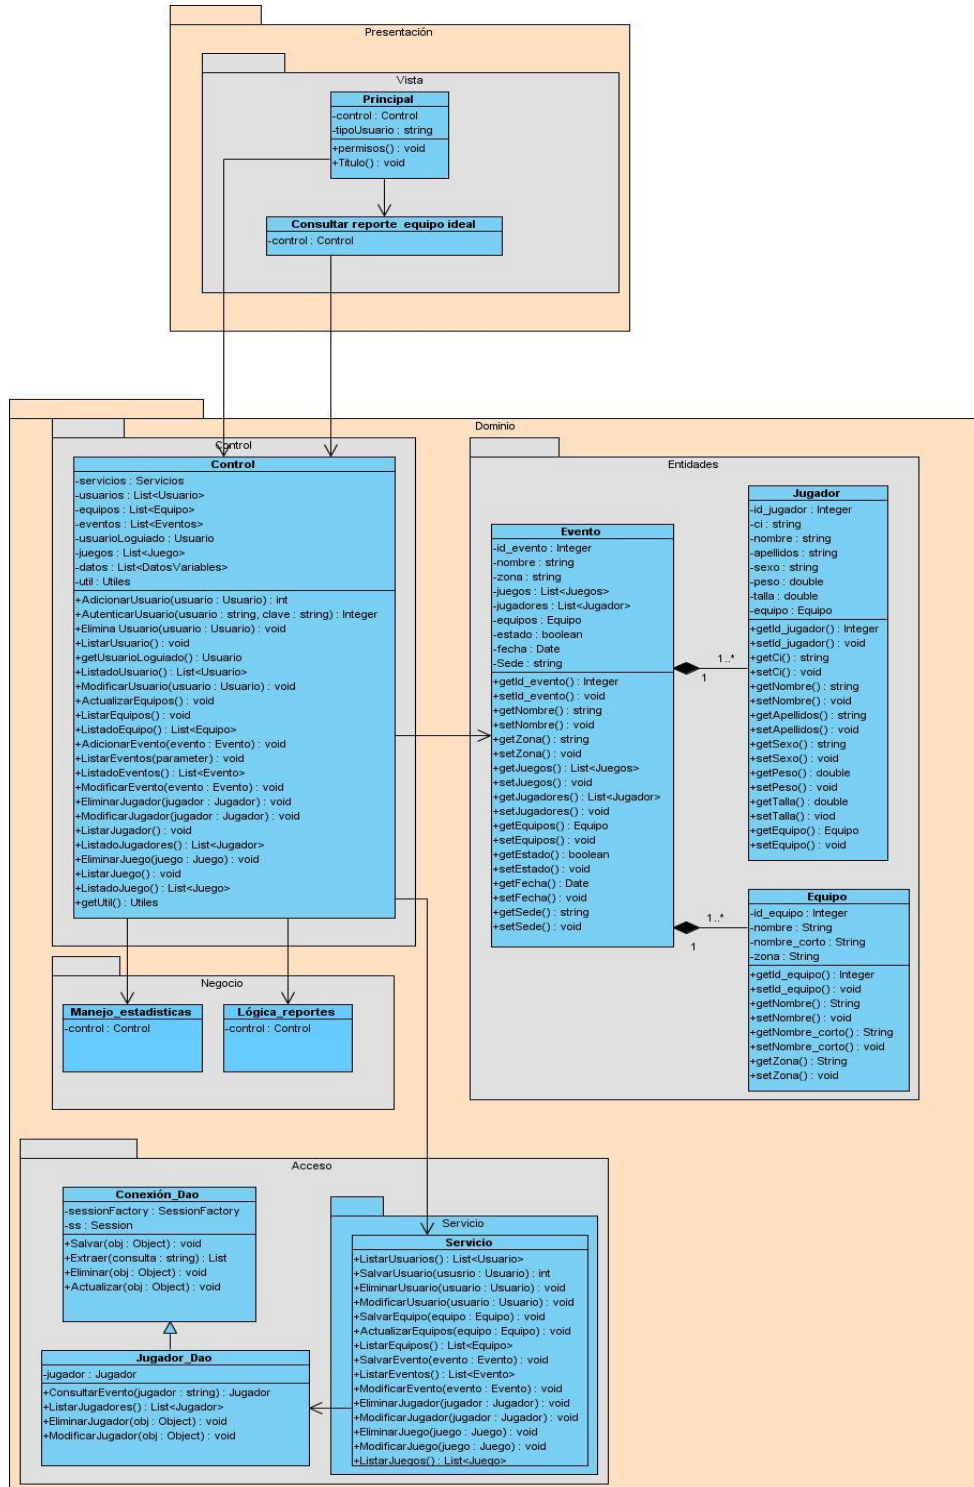 Presentación
Vista
Principal
-control : Control
-tipoUsuario : string
+permisos() : void
+Titulo() : void
Consultar reporte equipo ideal
-control : Control
Dominio
Control
Control
-servicios : Servicios
-usuarios : List<Usuario>
-equipos : List<Equipo>
-eventos : List<Eventos>
-usuarioLoguiado : Usuario
-juegos : List<Juego>
-datos : List<DatosVariables>
-util : Utiles
+AdicionarUsuario(usuario : Usuario) : int
+AutenticarUsuario(usuario : string, clave : string) : Integer
+Elimina Usuario(usuario : Usuario) : void
+ListarUsuario() : void
+getUsuarioLoguiado() : Usuario
+ListadoUsuario() : List<Usuario>
+ModificarUsuario(usuario : Usuario) : void
+ActualizarEquipos() : void
+ListarEquipos() : void
+ListadoEquipo() : List<Equipo>
+AdicionarEvento(evento : Evento) : void
+ListarEventos(parameter) : void
+ListadoEventos() : List<Evento>
+ModificarEvento(evento : Evento) : void
+EliminarJugador(jugador : Jugador) : void
+ModificarJugador(jugador : Jugador) : void
+ListarJugador() : void
+ListadoJugadores() : List<Jugador>
+EliminarJuego(juego : Juego) : void
+ListarJuego() : void
+ListadoJuego() : List<Juego>
+getUtil() : Utiles
Entidades
Evento
-id_evento : Integer
-nombre : string
-zona : string
-juegos : List<Juegos>
-jugadores : List<Jugador>
-equipos : Equipo
-estado : boolean
-fecha : Date
-Sede : string
+getId_evento() : Integer
+setId_evento() : void
+getNombre() : string
+setNombre() : void
+getZona() : string
+setZona() : void
+getJuegos() : List<Juegos>
+setJuegos() : void
+getJugadores() : List<Jugador>
+setJugadores() : void
+getEquipos() : Equipo
+setEquipos() : void
+getEstado() : boolean
+setEstado() : void
+getFecha() : Date
+setFecha() : void
+getSede() : string
+setSede() : void
1..*
1
Jugador
-id_jugador : Integer
-ci : string
-nombre : string
-apellidos : string
-sexo : string
-peso : double
-talla : double
-equipo : Equipo
+getId_jugador() : Integer
+setId_jugador() : void
+getCi() : string
+setCi() : void
+getNombre() : string
+setNombre() : void
+getApellidos() : string
+setApellidos() : void
+getSexo() : string
+setSexo() : void
+getPeso() : double
+setPeso() : void
+getTalla() : double
+setTalla() : viod
+getEquipo() : Equipo
+setEquipo() : void
1..*
1
Equipo
-id_equipo : Integer
-nombre : String
-nombre_corto : String
-zona : String
+getId_equipo() : Integer
+setId_equipo() : void
+getNombre() : String
+setNombre() : void
+getNombre_corto() : String
+setNombre_corto() : void
+getZona() : String
+setZona() : void
Negocio
Manejo_estadisticas
-control : Control
Lógica_reportes
-control : Control
Acceso
Conexión_Dao
-sessionFactory : SessionFactory
-ss : Session
+Salvar(obj : Object) : void
+Extraer(consulta : string) : List
+Eliminar(obj : Object) : void
+Actualizar(obj : Object) : void
Jugador_Dao
-jugador : Jugador
+ConsultarEvento(jugador : string) : Jugador
+ListarJugadores() : List<Jugador>
+EliminarJugador(obj : Object) : void
+ModificarJugador(obj : Object) : void
Servicio
Servicio
+ListarUsuarios() : List<Usuario>
+SalvarUsuario(ususrio : Usuario) : int
+EliminarUsuario(usuario : Usuario) : void
+ModificarUsuario(usuario : Usuario) : void
+SalvarEquipo(equipo : Equipo) : void
+ActualizarEquipos(equipo : Equipo) : void
+ListarEquipos() : List<Equipo>
+SalvarEvento(evento : Evento) : void
+ListarEventos() : List<Evento>
+ModificarEvento(evento : Evento) : void
+EliminarJugador(jugador : Jugador) : void
+ModificarJugador(jugador : Jugador) : void
+EliminarJuego(juego : Juego) : void
+ModificarJuego(juego : Juego) : void
+ListarJuegos() : List<Juego>